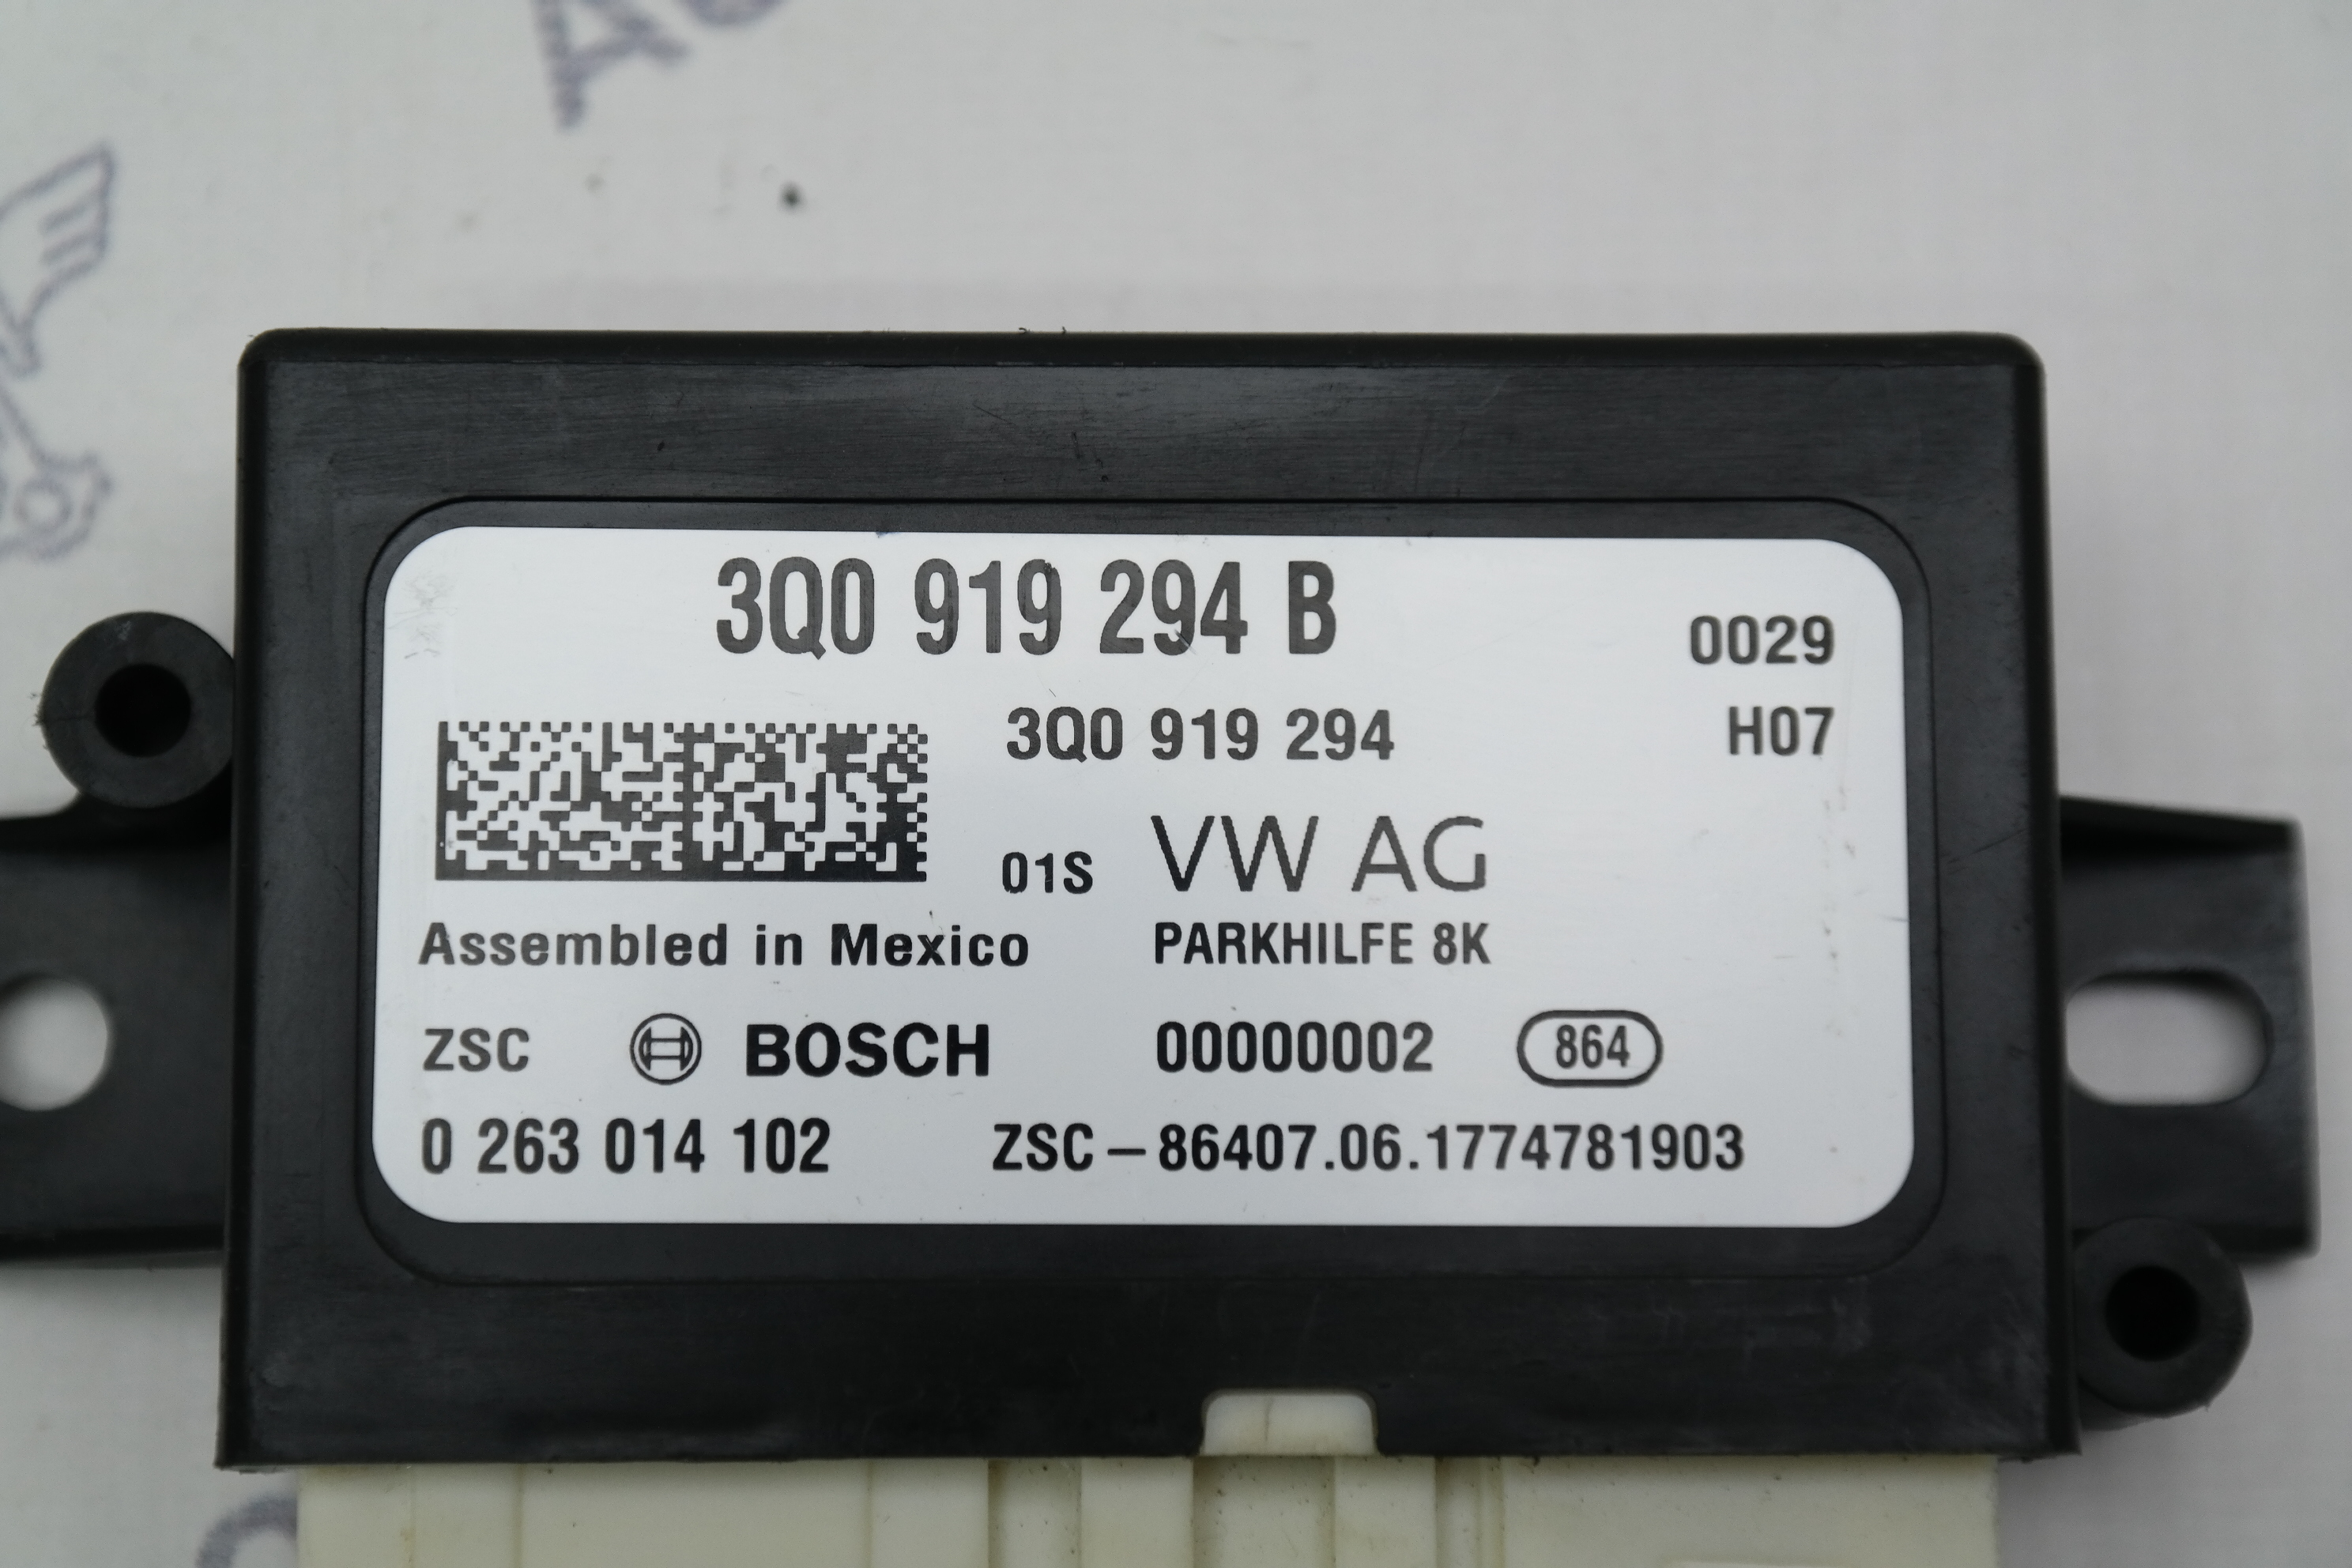 3Q0 919 294 B
0029
3Q0 919 294
H07
01S VW AG
Assembled in Mexico
PARKHILFE 8K
ZSC BOSCH 00000002 864
0 263 014 102 ZSC-86407.06.1774781903